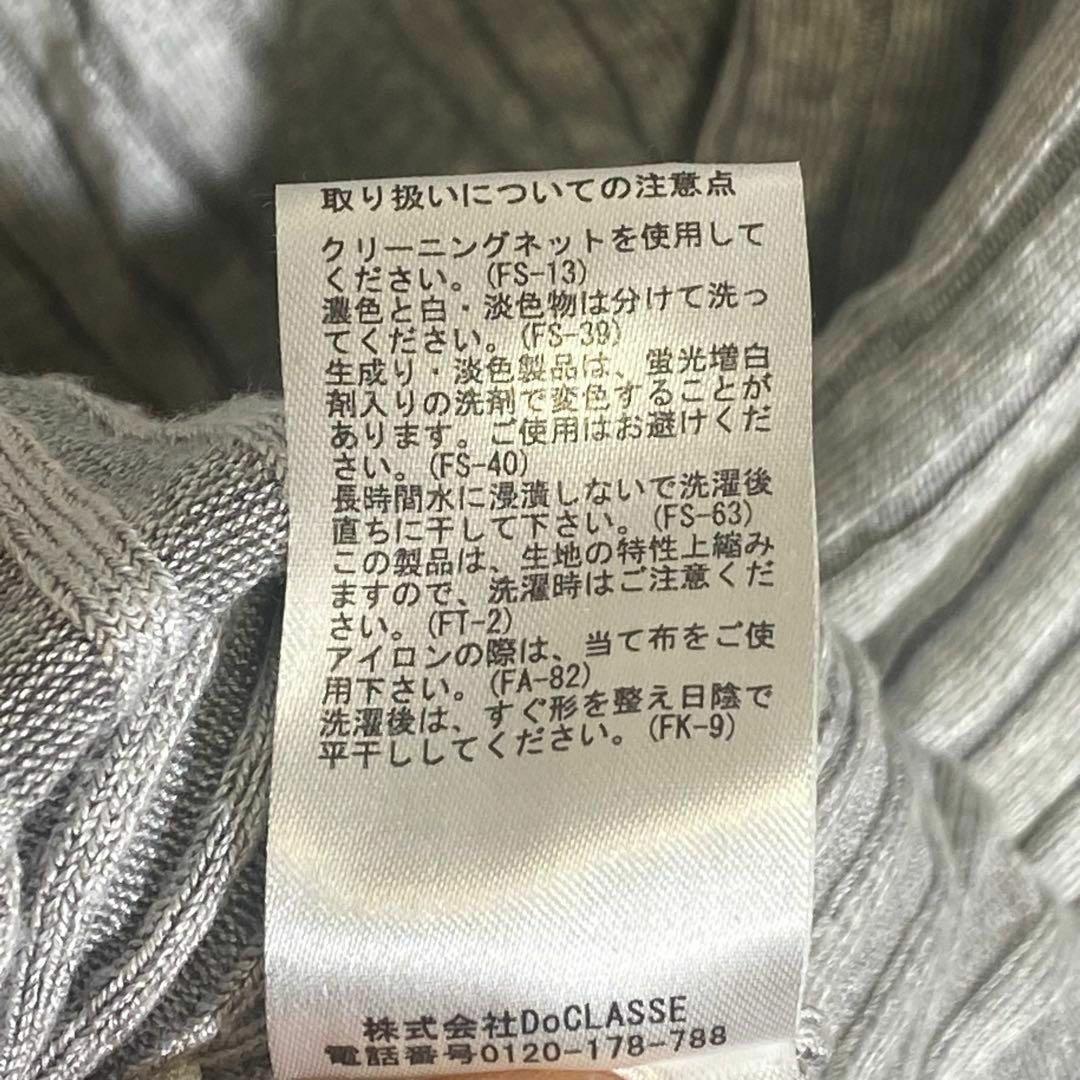 取り扱いについての注意点
クリーニングネットを使用して
ください。(FS-13)
濃色と白・淡色物は分けて洗っ
てください。(FS-39)
生成り・淡色製品は、蛍光増白
剤入りの洗剤で変色することが
あります。ご使用はお避けくだ
さい。(FS-40)
長時間水に浸漬しないで洗濯後
直ちに干して下さい。(FS-63)
この製品は、生地の特性上縮み
ますので、洗濯時はご注意くだ
さい。(FT-2)
アイロンの際は、当て布をご使
用下さい。(FA-82)
洗濯後は、すぐ形を整え日陰で
平干ししてください。(FK-9)
株式会社DoCLASSE
電話番号0120-178-788